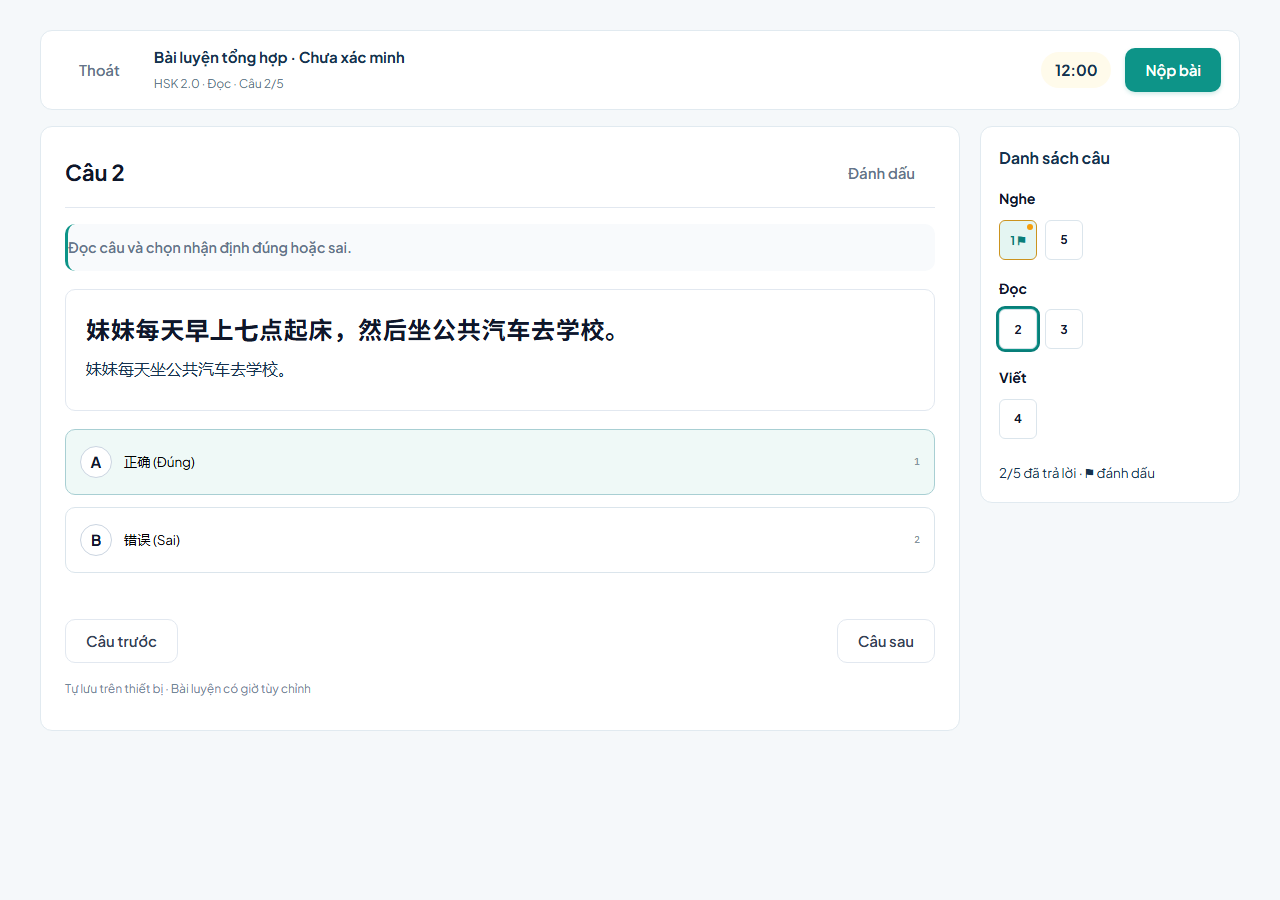 Thoát
Bài luyện tổng hợp · Chưa xác minh
HSK 2.0 · Đọc · Câu 2/5
12:00
Nộp bài
Câu 2
Đánh dấu
Đọc câu và chọn nhận định đúng hoặc sai.
妹妹每天早上七点起床，然后坐公共汽车去学校。
妹妹每天坐公共汽车去学校。
A 正确 (Đúng) 1
B 错误 (Sai) 2
Câu trước
Câu sau
Tự lưu trên thiết bị · Bài luyện có giờ tùy chỉnh
Danh sách câu
Nghe
1⚑ 5
Đọc
2 3
Viết
4
2/5 đã trả lời · ⚑ đánh dấu